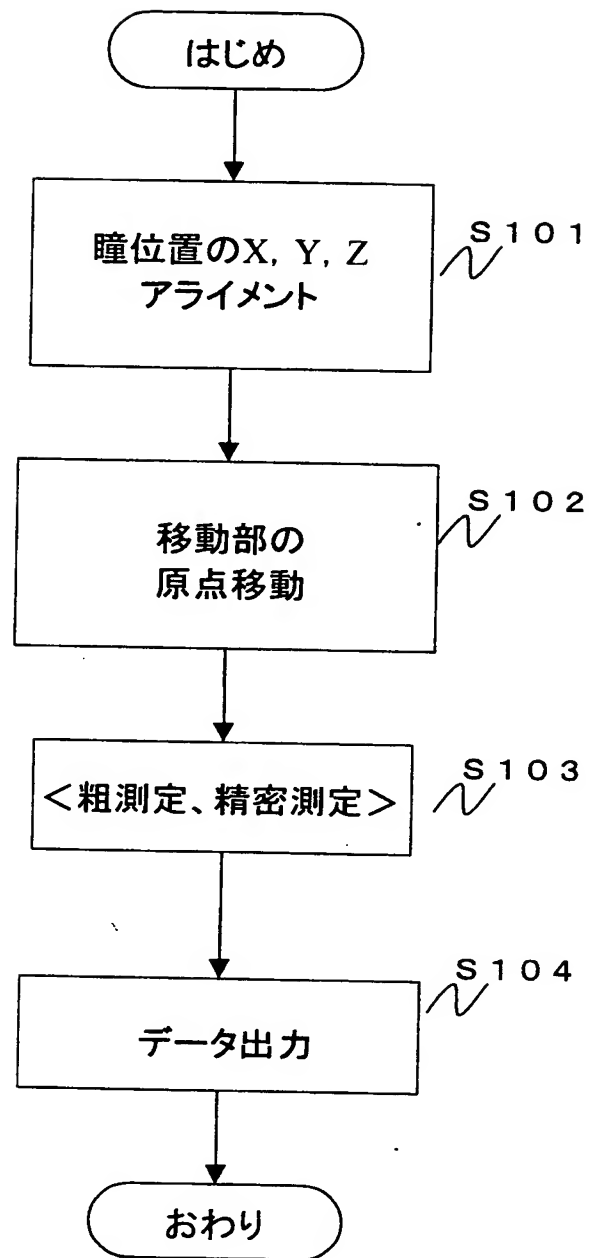 はじめ
瞳位置のX, Y, Z
アライメント
S101
移動部の
原点移動
S102
<粗測定、精密測定>
S103
データ出力
S104
おわり